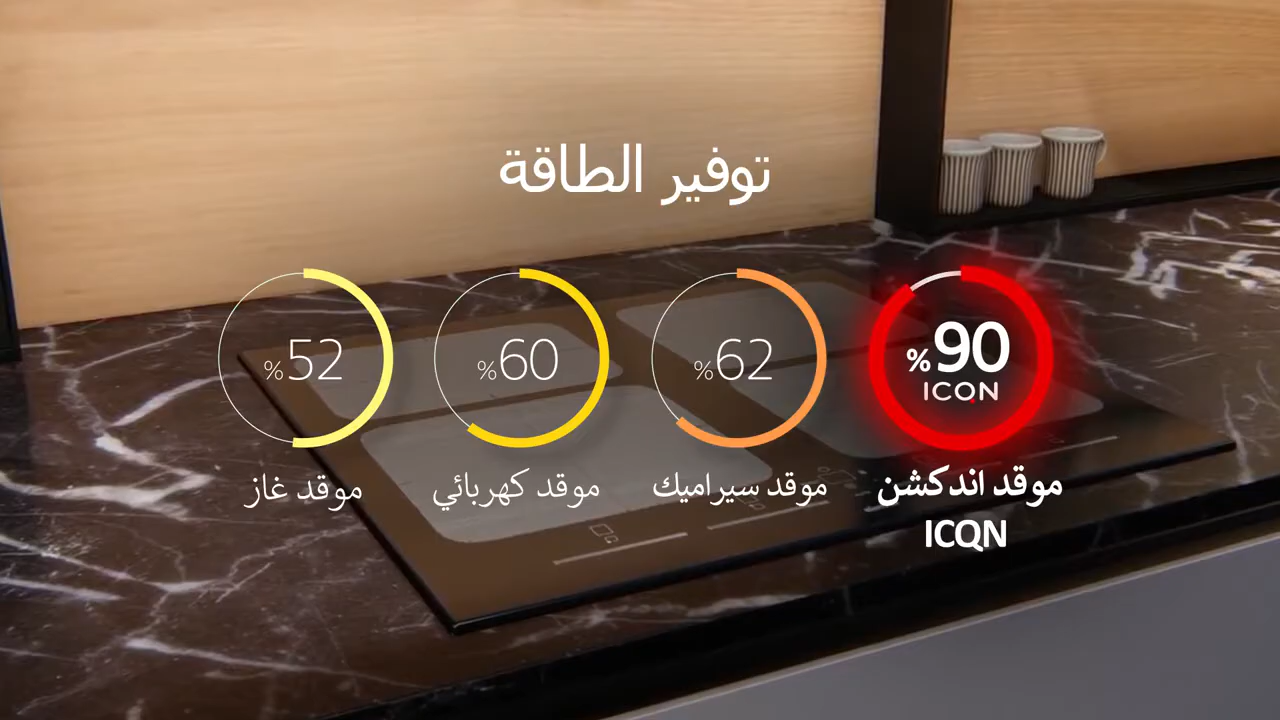 توفير الطاقة
%90
ICON
موقد اندكشن
ICQN
%62
موقد سيراميك
%60
موقد كهربائي
%52
موقد غاز